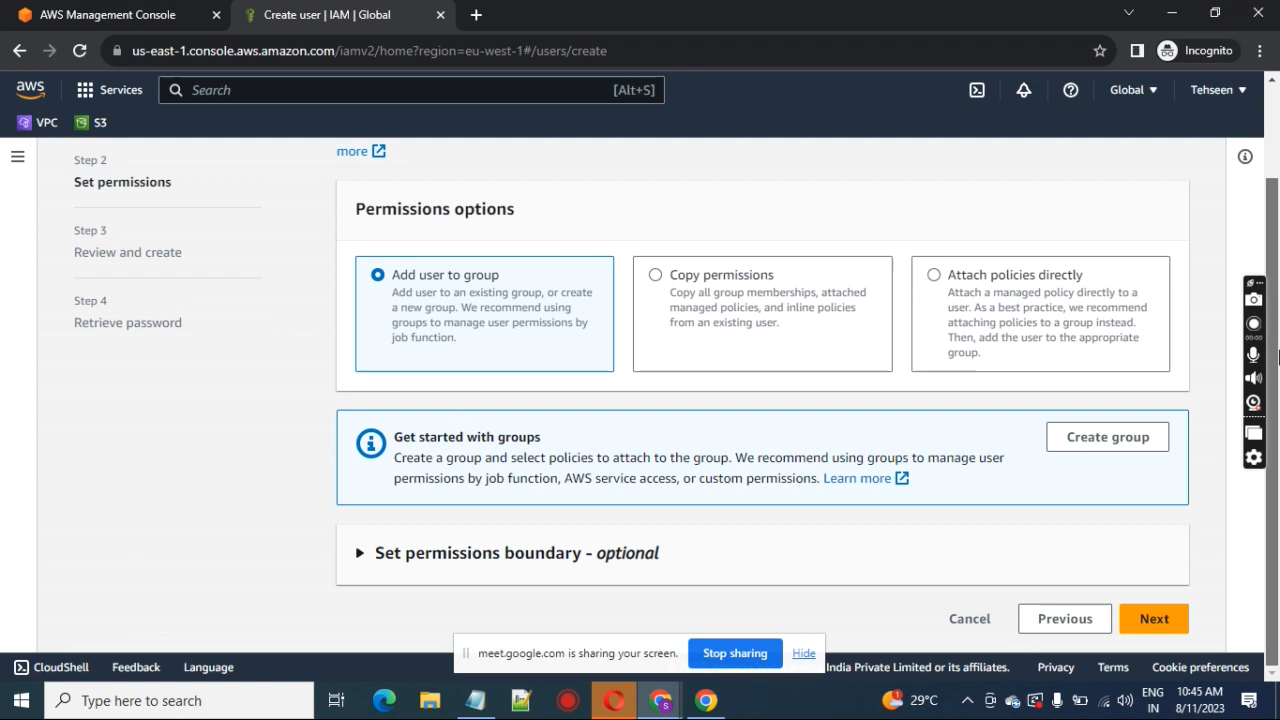 AWS Management Console
Create user | IAM | Global
us-east-1.console.aws.amazon.com/iamv2/home?region=eu-west-1#/users/create
Incognito
aws
Services
Search
[Alt+S]
Global
Tehseen
VPC
S3
more
Step 2
Set permissions
Step 3
Review and create
Step 4
Retrieve password
Permissions options
Add user to group
Add user to an existing group, or create
a new group. We recommend using
groups to manage user permissions by
job function.
Copy permissions
Copy all group memberships, attached
managed policies, and inline policies
from an existing user.
Attach policies directly
Attach a managed policy directly to a
user. As a best practice, we recommend
attaching policies to a group instead.
Then, add the user to the appropriate
group.
Get started with groups
Create a group and select policies to attach to the group. We recommend using groups to manage user
permissions by job function, AWS service access, or custom permissions. Learn more
Create group
Set permissions boundary - optional
Cancel
Previous
Next
meet.google.com is sharing your screen.
Stop sharing
Hide
CloudShell
Feedback
Language
India Private Limited or its affiliates.
Privacy
Terms
Cookie preferences
Type here to search
1
29°C
ENG
IN
10:45 AM
8/11/2023
00:00